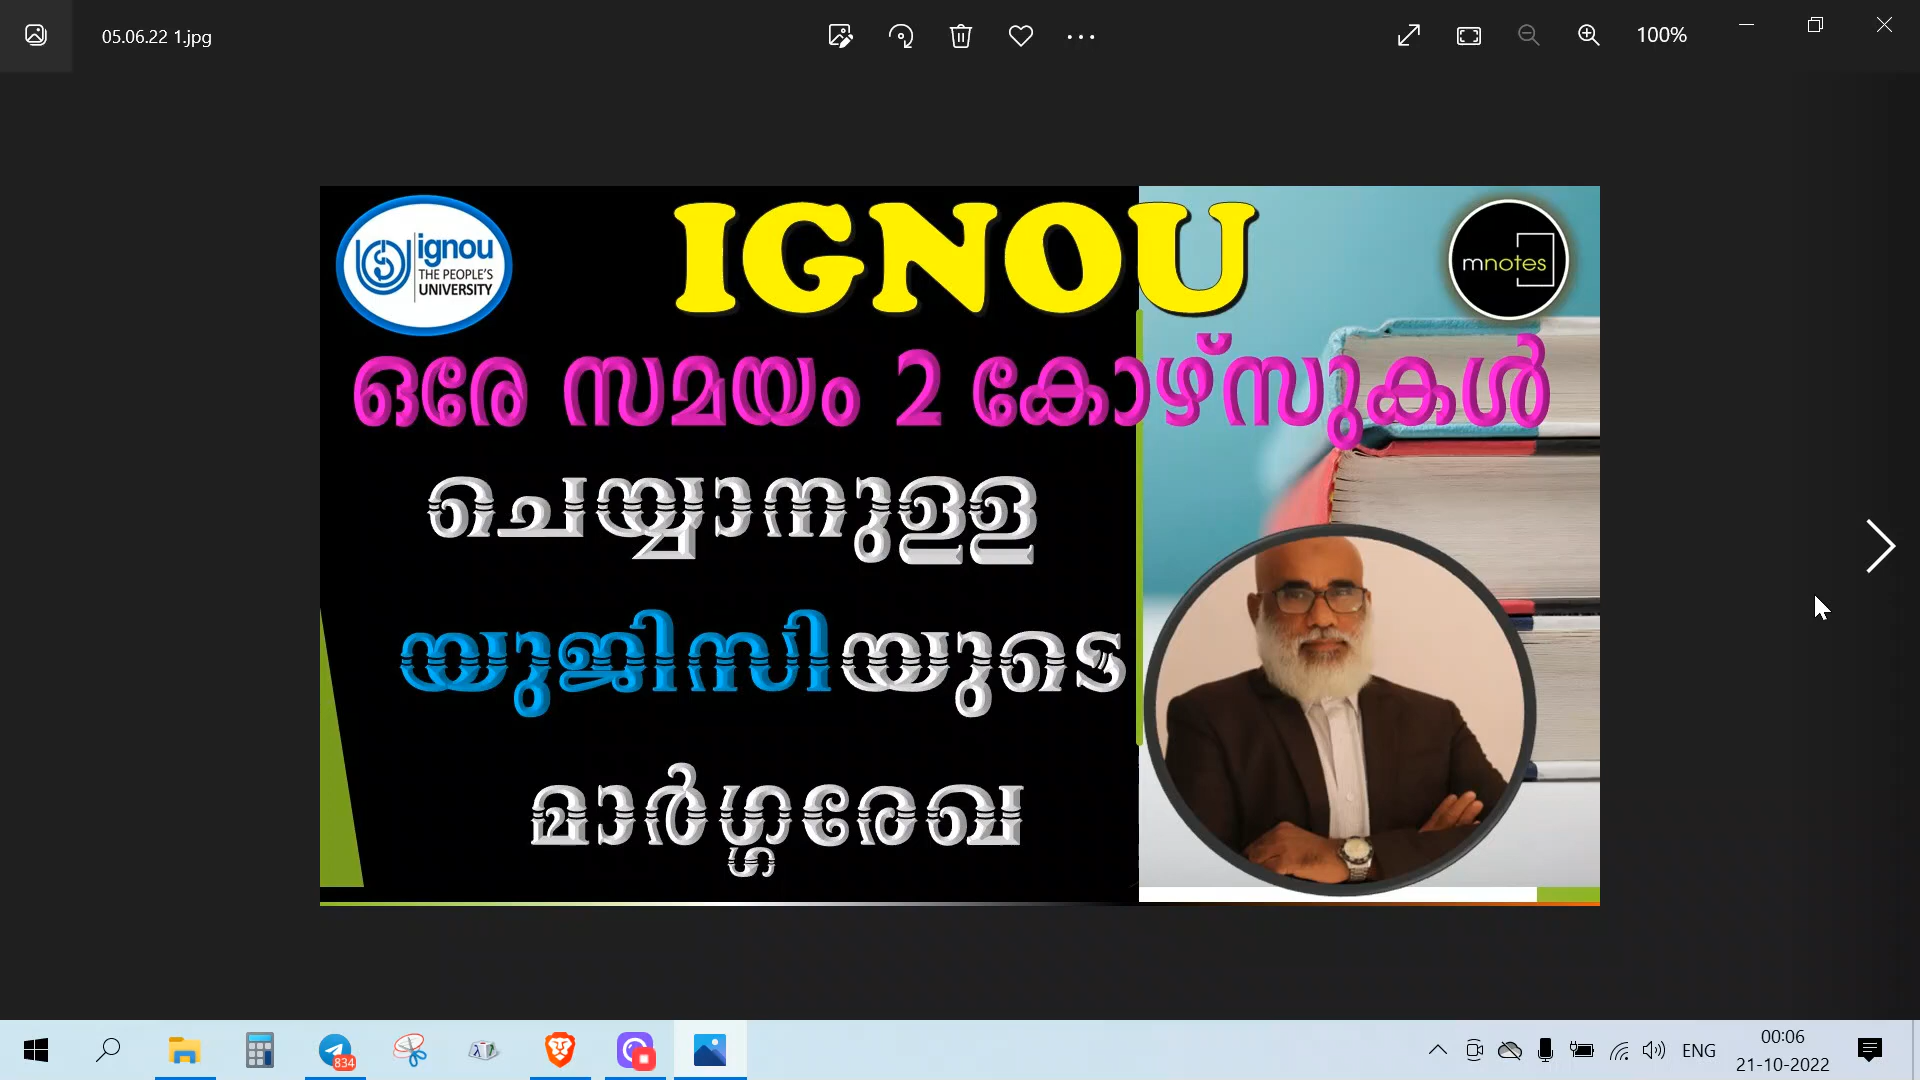 05.06.22 1.jpg
100%
IGNOU
ignou
THE PEOPLE'S
UNIVERSITY
mnotes
ഒരേ സമയം 2 കോഴ്സുകൾ
ചെയ്യാനുള്ള
യുജിസിയുടെ
മാർഗ്ഗരേഖ
834
ENG
00:06
21-10-2022